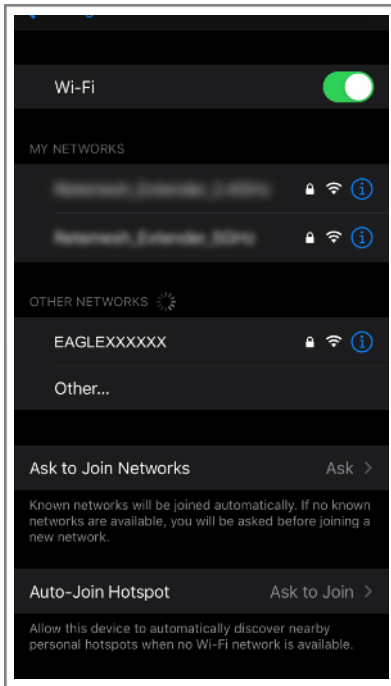 Wi-Fi
MY NETWORKS
OTHER NETWORKS
EAGLEXXXXXX
Other...
Ask to Join Networks Ask >
Known networks will be joined automatically. If no known
networks are available, you will be asked before joining a
new network.
Auto-Join Hotspot Ask to Join >
Allow this device to automatically discover nearby
personal hotspots when no Wi-Fi network is available.